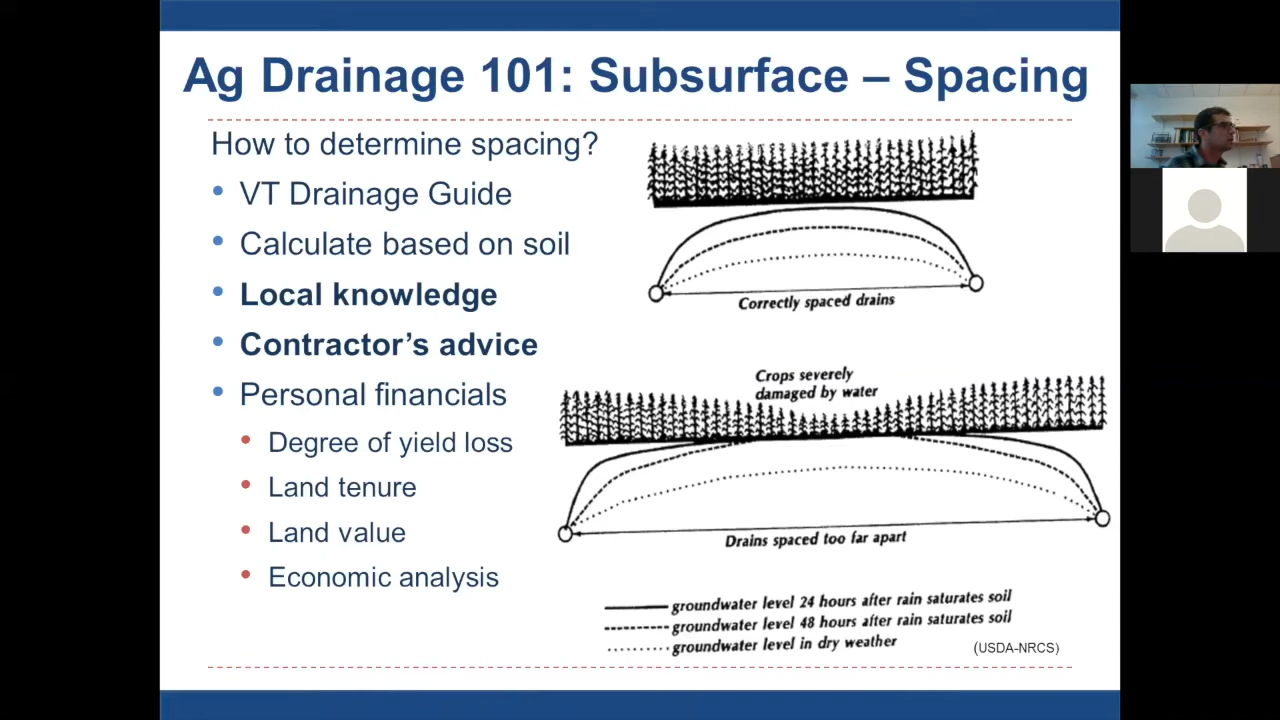 Ag Drainage 101: Subsurface – Spacing
How to determine spacing?
• VT Drainage Guide
• Calculate based on soil
• Local knowledge
• Contractor's advice
• Personal financials
• Degree of yield loss
• Land tenure
• Land value
• Economic analysis
Correctly spaced drains
Crops severely
damaged by water
Drains spaced too far apart
groundwater level 24 hours after rain saturates soil
groundwater level 48 hours after rain saturates soil
groundwater level in dry weather
(USDA-NRCS)